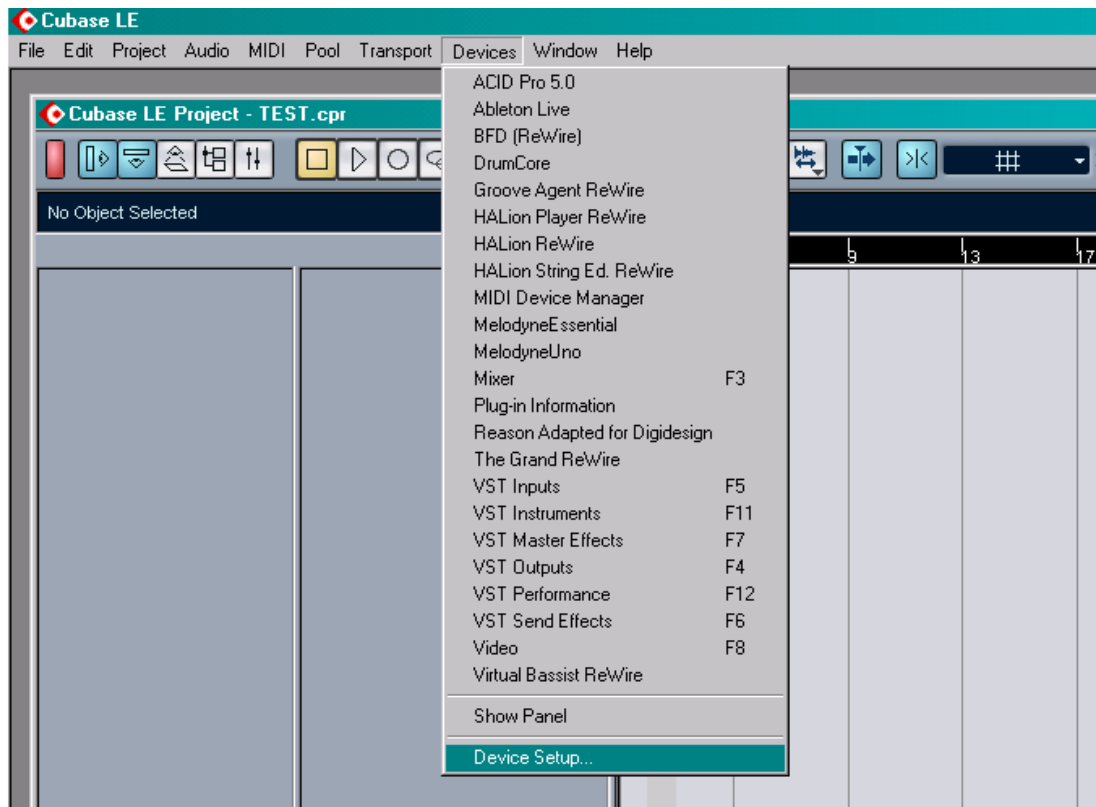 Cubase LE
File Edit Project Audio MIDI Pool Transport Devices Window Help
Cubase LE Project - TEST.cpr
No Object Selected
9 13 17
ACID Pro 5.0
Ableton Live
BFD (ReWire)
DrumCore
Groove Agent ReWire
HALion Player ReWire
HALion ReWire
HALion String Ed. ReWire
MIDI Device Manager
MelodyneEssential
MelodyneUno
Mixer F3
Plug-in Information
Reason Adapted for Digidesign
The Grand ReWire
VST Inputs F5
VST Instruments F11
VST Master Effects F7
VST Outputs F4
VST Performance F12
VST Send Effects F6
Video F8
Virtual Bassist ReWire
Show Panel
Device Setup...